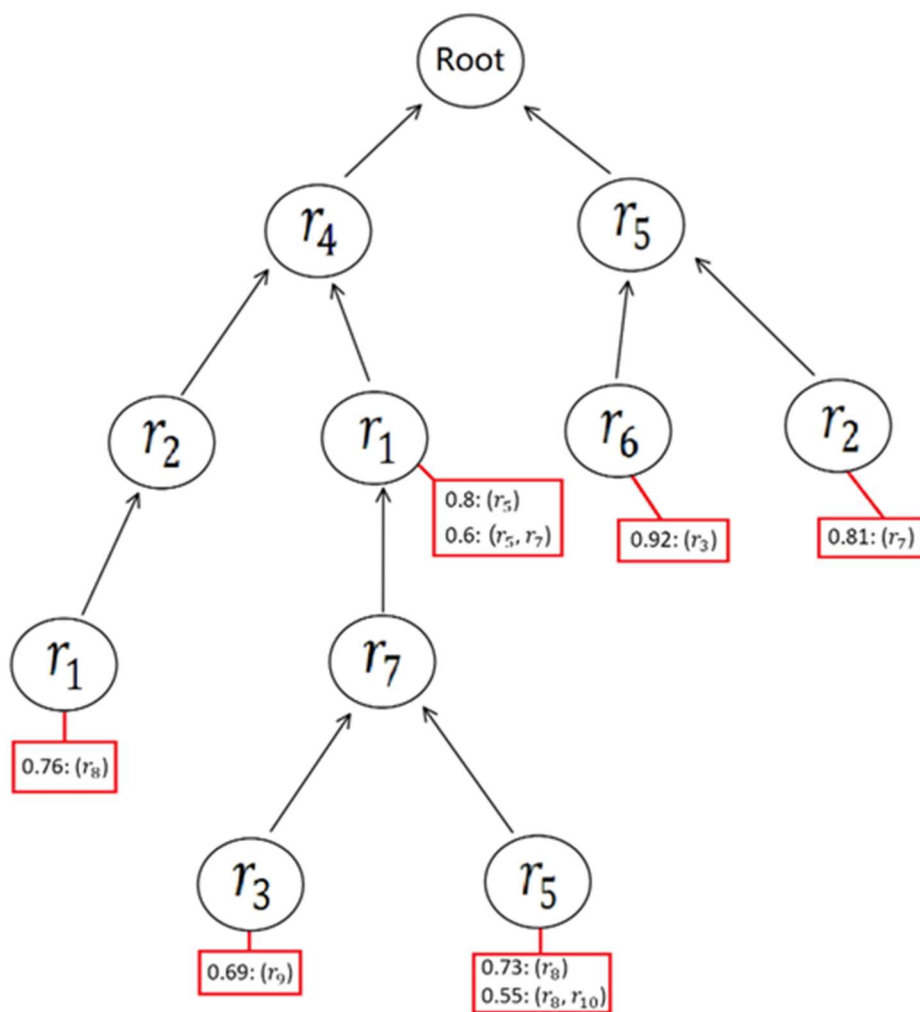 Root
r₄
r₅
r₂
r₁
r₆
r₂
0.8: (r₅)
0.6: (r₅, r₇)
0.92: (r₃)
0.81: (r₇)
r₁
r₇
0.76: (r₈)
r₃
r₅
0.69: (r₉)
0.73: (r₈)
0.55: (r₈, r₁₀)